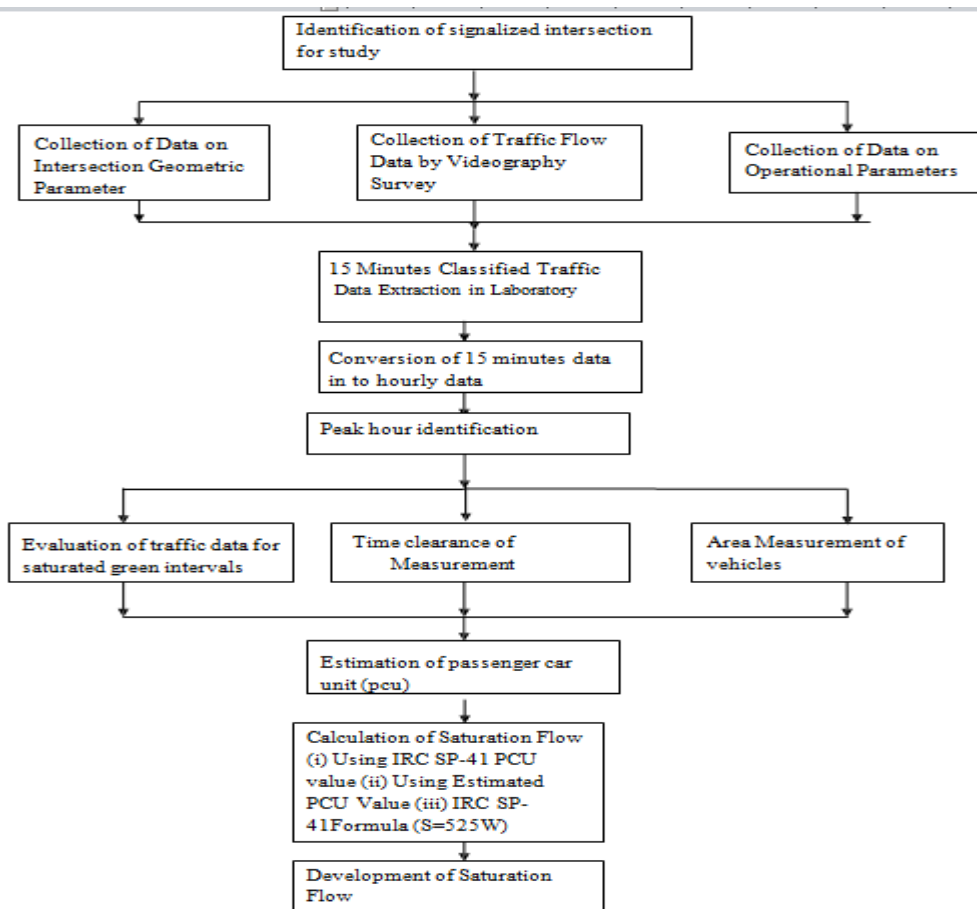 Identification of signalized intersection
for study
Collection of Data on
Intersection Geometric
Parameter
Collection of Traffic Flow
Data by Videography
Survey
Collection of Data on
Operational Parameters
15 Minutes Classified Traffic
Data Extraction in Laboratory
Conversion of 15 minutes data
in to hourly data
Peak hour identification
Evaluation of traffic data for
saturated green intervals
Time clearance of
Measurement
Area Measurement of
vehicles
Estimation of passenger car
unit (pcu)
Calculation of Saturation Flow
(i) Using IRC SP-41 PCU
value (ii) Using Estimated
PCU Value (iii) IRC SP-
41Formula (S=525W)
Development of Saturation
Flow